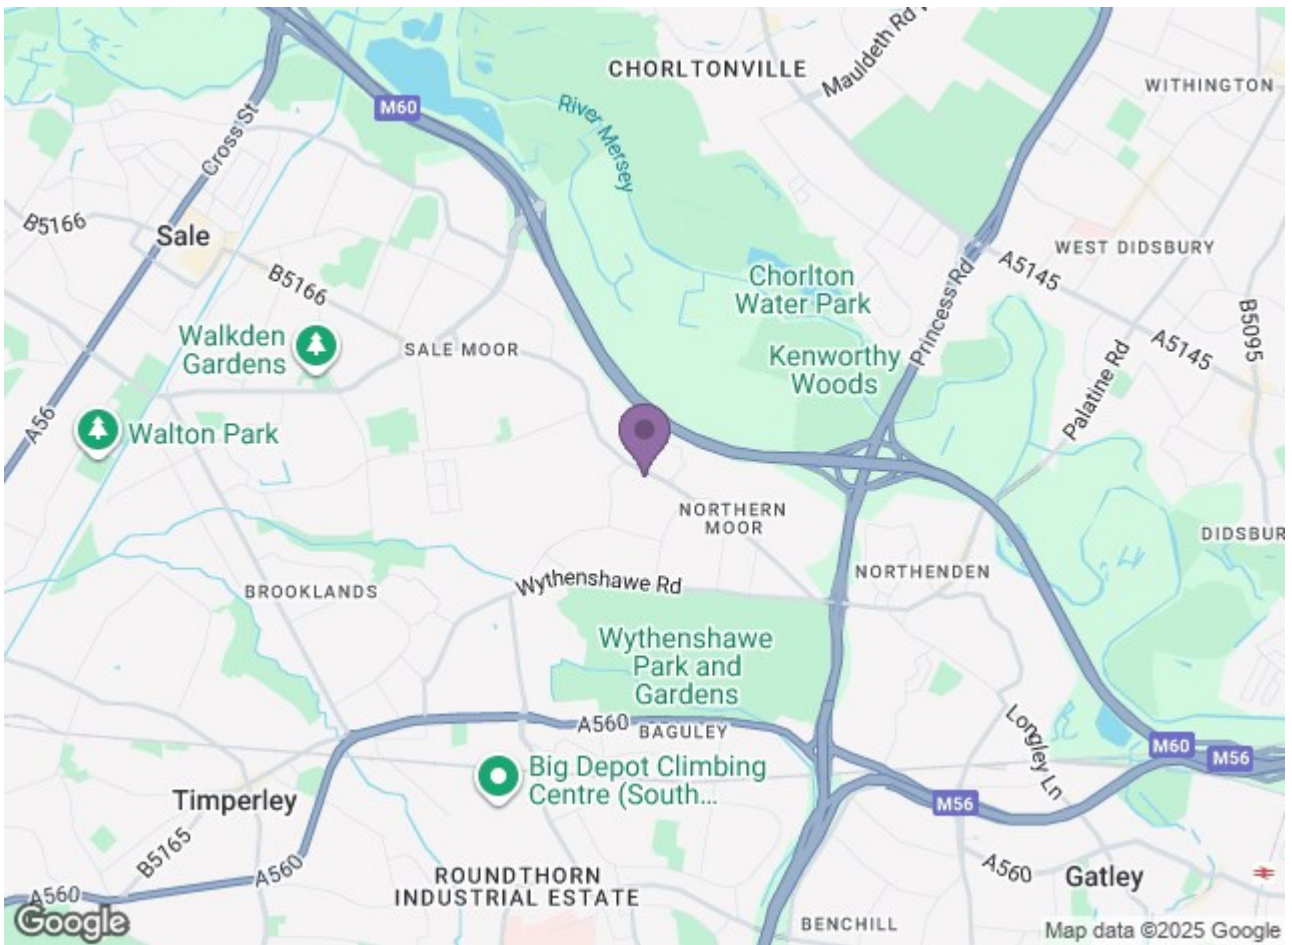 CHORLTONVILLE
Mauldeth Rd
WITHINGTON
M60
River Mersey
Cross St
B5166
Sale
B5166
WEST DIDSBURY
A5145
Chorlton
Water Park
Princess Rd
B5095
Walkden
Gardens
SALE MOOR
Kenworthy
Woods
A5145
Palatine Rd
A56
Walton Park
NORTHERN
MOOR
DIDSBUR
NORTHENDEN
BROOKLANDS
Wythenshawe Rd
Wythenshawe
Park and
Gardens
A560
BAGULEY
Longley Ln
M60
M56
Big Depot Climbing
Centre (South...
Timperley
M56
B5165
A560
A560
ROUNDTHORN
INDUSTRIAL ESTATE
A560
Gatley
BENCHILL
Google
Map data ©2025 Google